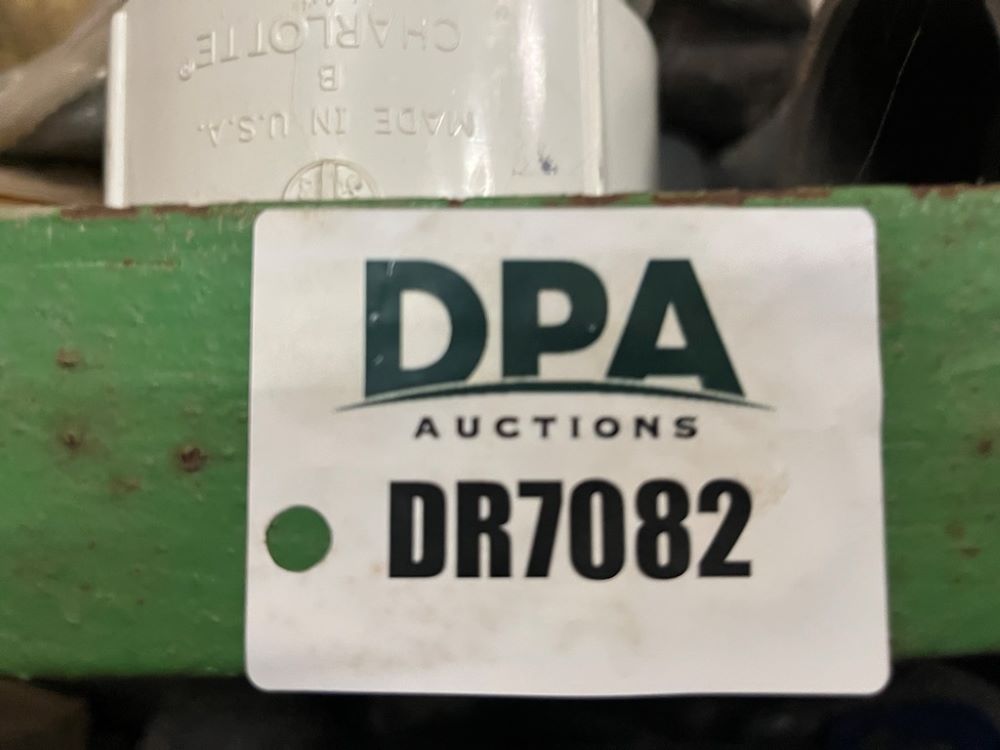 CHARLOTTE®
B
MADE IN U.S.A.
DPA
AUCTIONS
DR7082